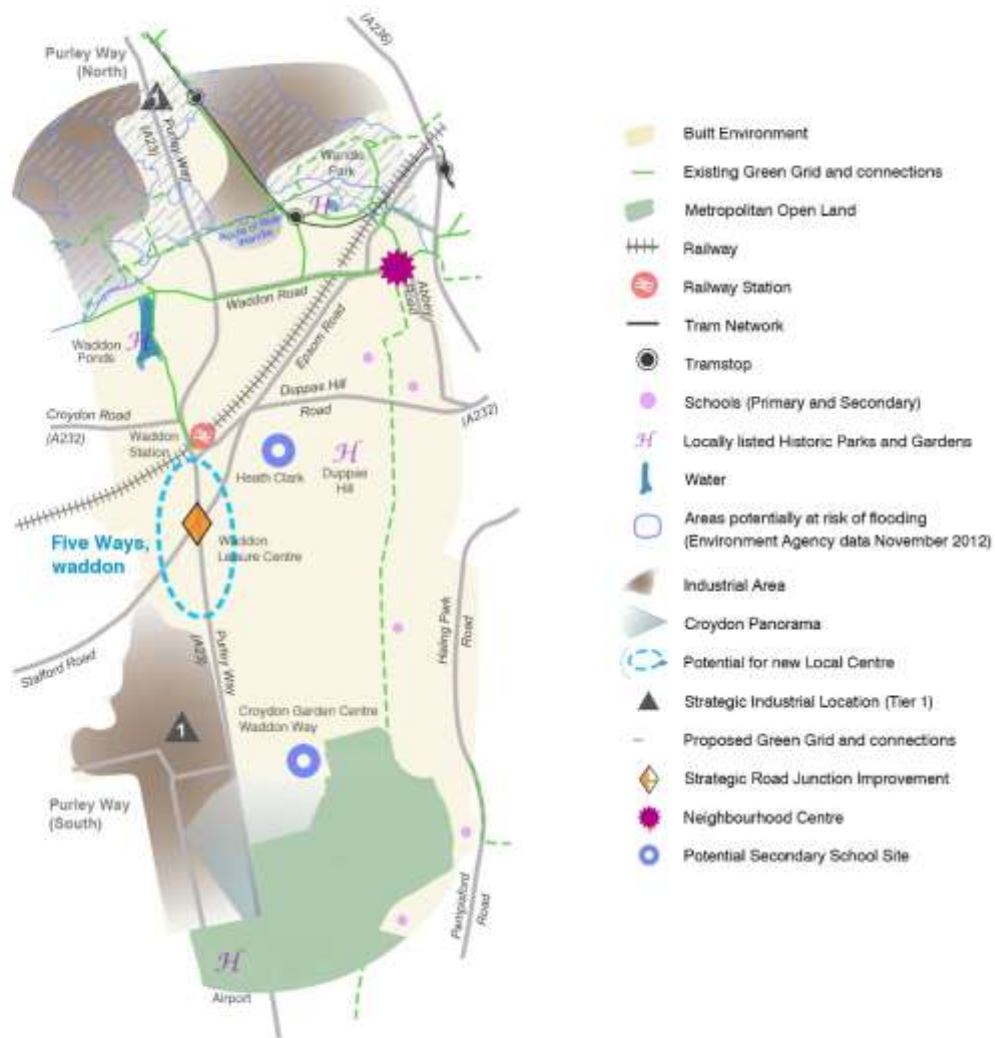 (A236)
Purley Way
(North)
1
(A23)
Purley Way
Wandle
Park
H
Route of River
Wandle
Waddon Road
Abbey
Road
Epsom Road
H
Waddon
Ponds
Duppas Hill
Road
Croydon Road
(A232)
(A232)
Waddon
Station
Heath Clark
H
Duppas
Hill
Five Ways,
waddon
Waddon
Leisure Centre
Stafford Road
(A23)
Purley Way
Haling Park
Road
Croydon Garden Centre
Waddon Way
1
Purley Way
(South)
Pampisford
Road
H
Airport
Built Environment
Existing Green Grid and connections
Metropolitan Open Land
Railway
Railway Station
Tram Network
Tramstop
Schools (Primary and Secondary)
H Locally listed Historic Parks and Gardens
Water
Areas potentially at risk of flooding
(Environment Agency data November 2012)
Industrial Area
Croydon Panorama
Potential for new Local Centre
Strategic Industrial Location (Tier 1)
Proposed Green Grid and connections
Strategic Road Junction Improvement
Neighbourhood Centre
Potential Secondary School Site